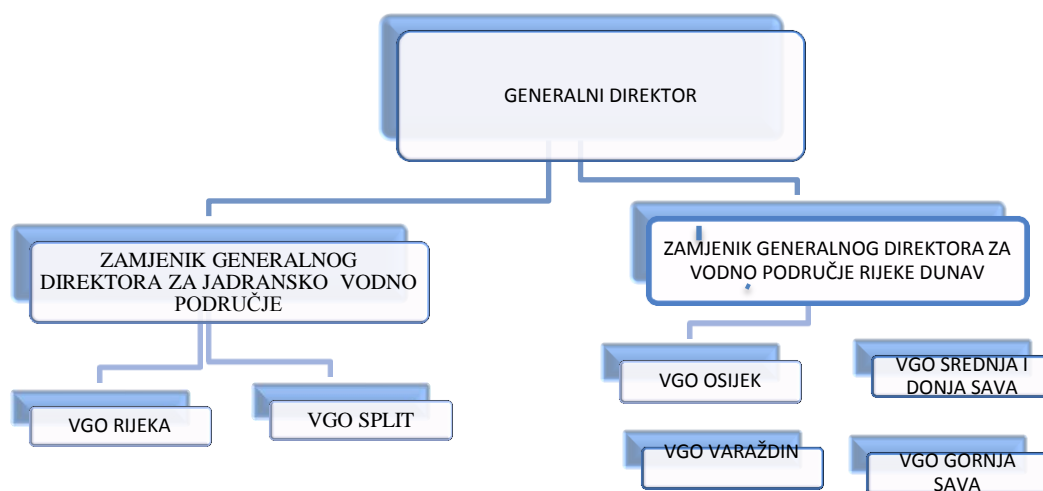 GENERALNI DIREKTOR
ZAMJENIK GENERALNOG
DIREKTORA ZA JADRANSKO VODNO
PODRUČJE
ZAMJENIK GENERALNOG DIREKTORA ZA
VODNO PODRUČJE RIJEKE DUNAV
VGO RIJEKA
VGO SPLIT
VGO OSIJEK
VGO SREDNJA I
DONJA SAVA
VGO VARAŽDIN
VGO GORNJA
SAVA